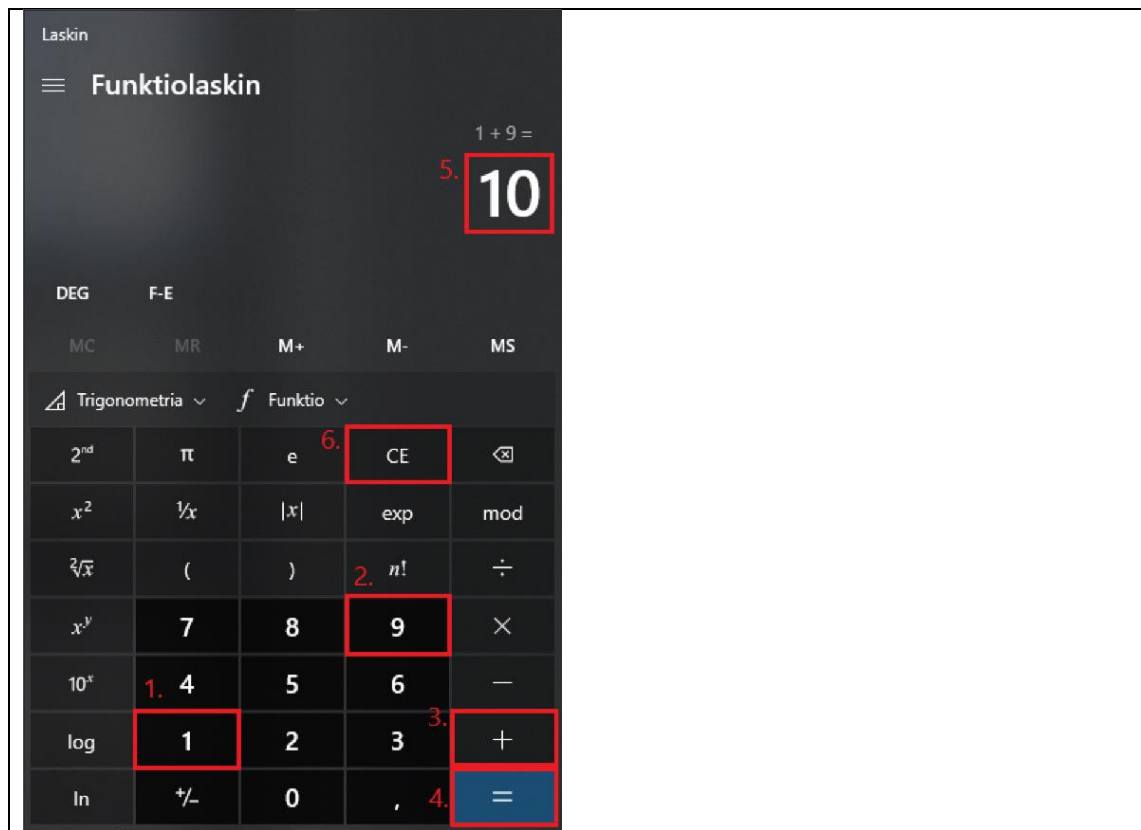 Laskin
Funktiolaskin
1 + 9 =
5. 10
DEG F-E
MC MR M+ M- MS
Trigonometria f Funktio
2nd π e 6. CE
x² ¹/x |x| exp mod
²√x ( ) 2. n! ÷
xʸ 7 8 9 ×
10ˣ 1. 4 5 6 −
log 1 2 3 3. +
ln +/− 0 , 4. =